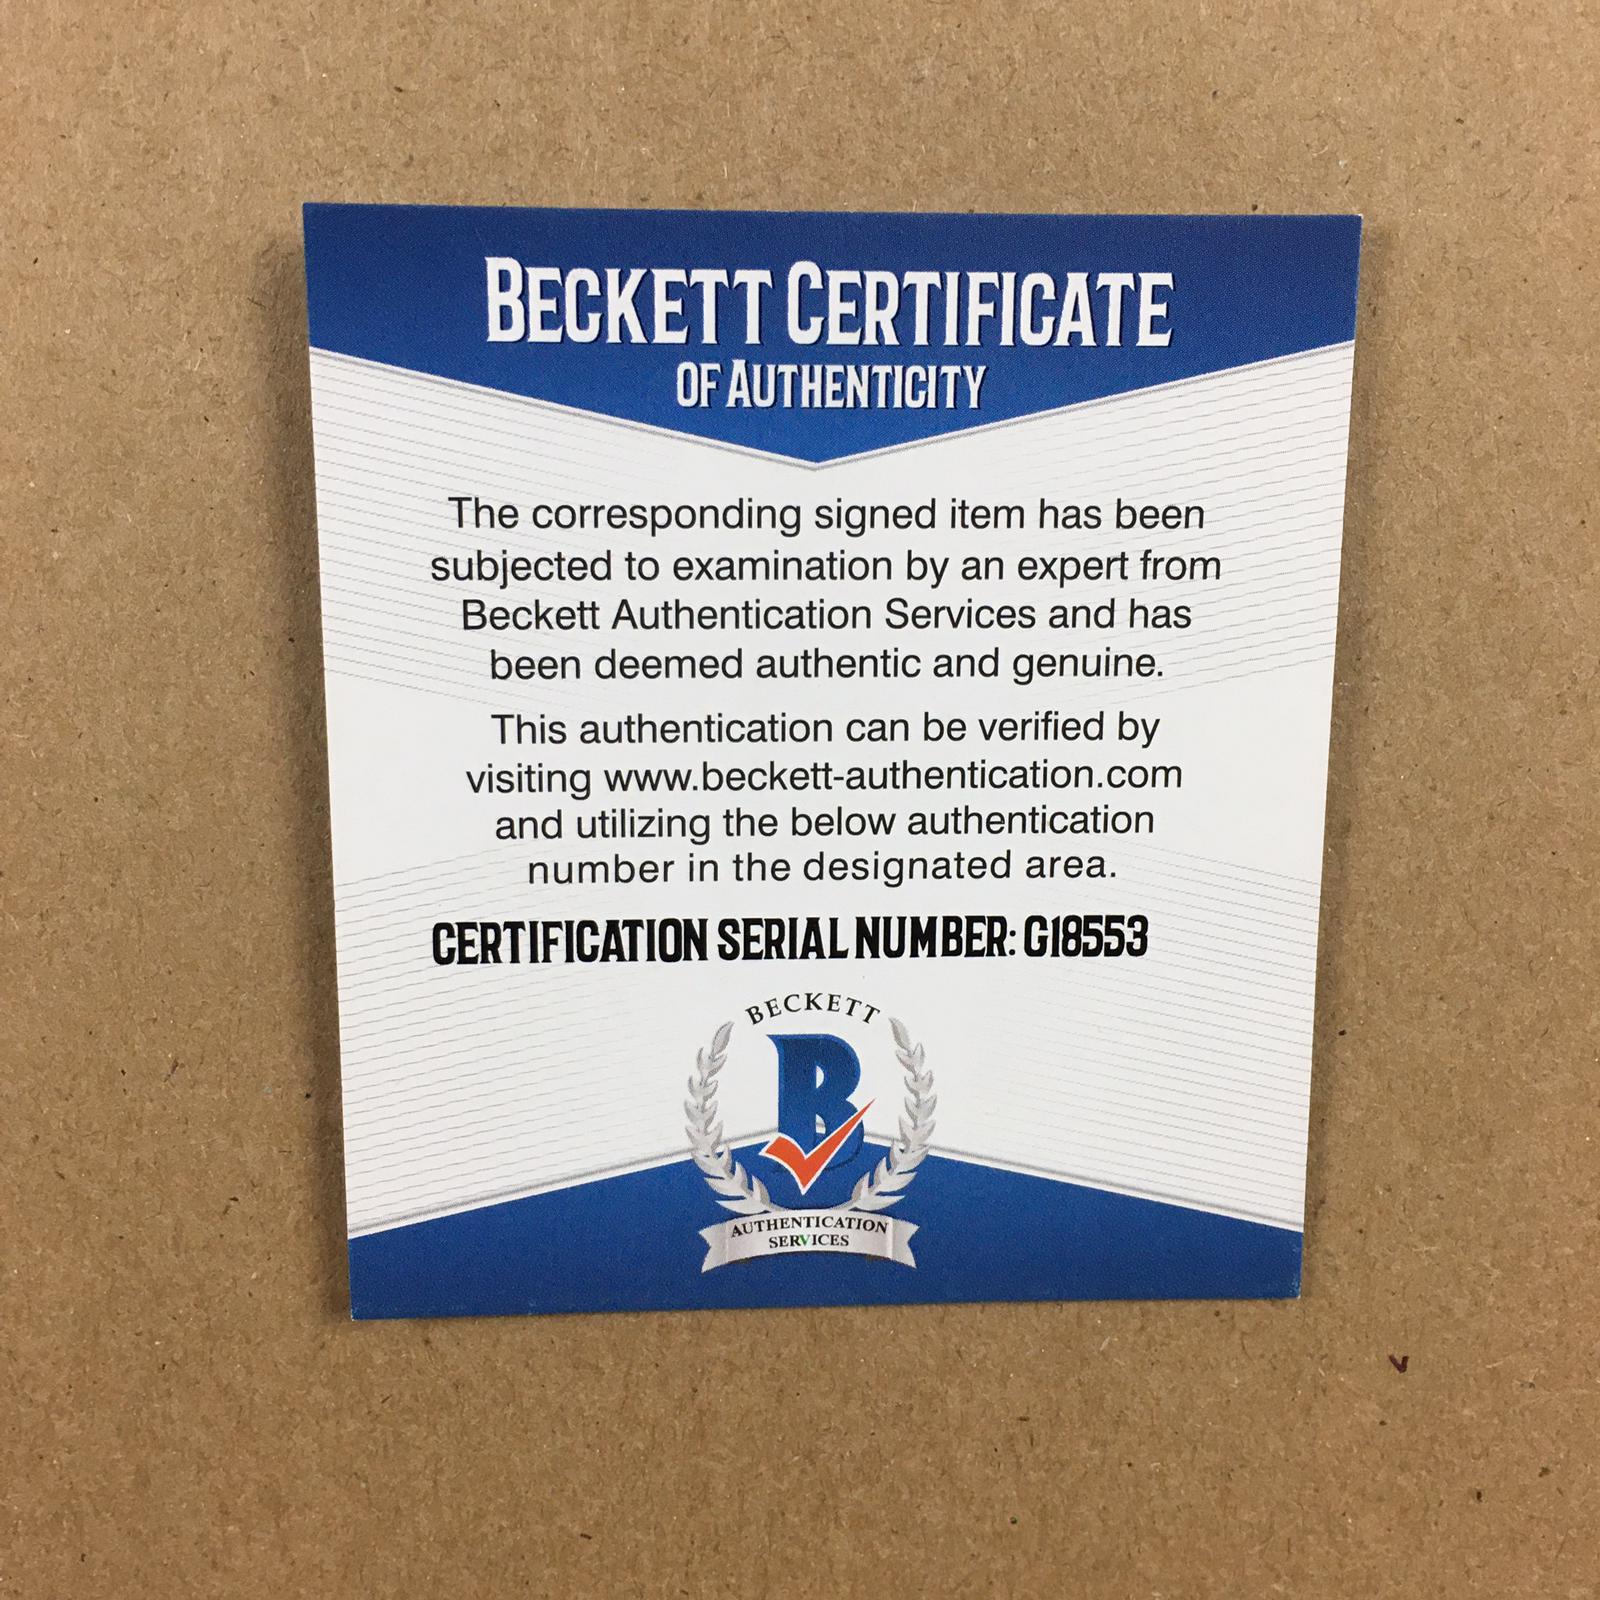 BECKETT CERTIFICATE
OF AUTHENTICITY
The corresponding signed item has been
subjected to examination by an expert from
Beckett Authentication Services and has
been deemed authentic and genuine.
This authentication can be verified by
visiting www.beckett-authentication.com
and utilizing the below authentication
number in the designated area.
CERTIFICATION SERIAL NUMBER: G18553
BECKETT
B
AUTHENTICATION
SERVICES